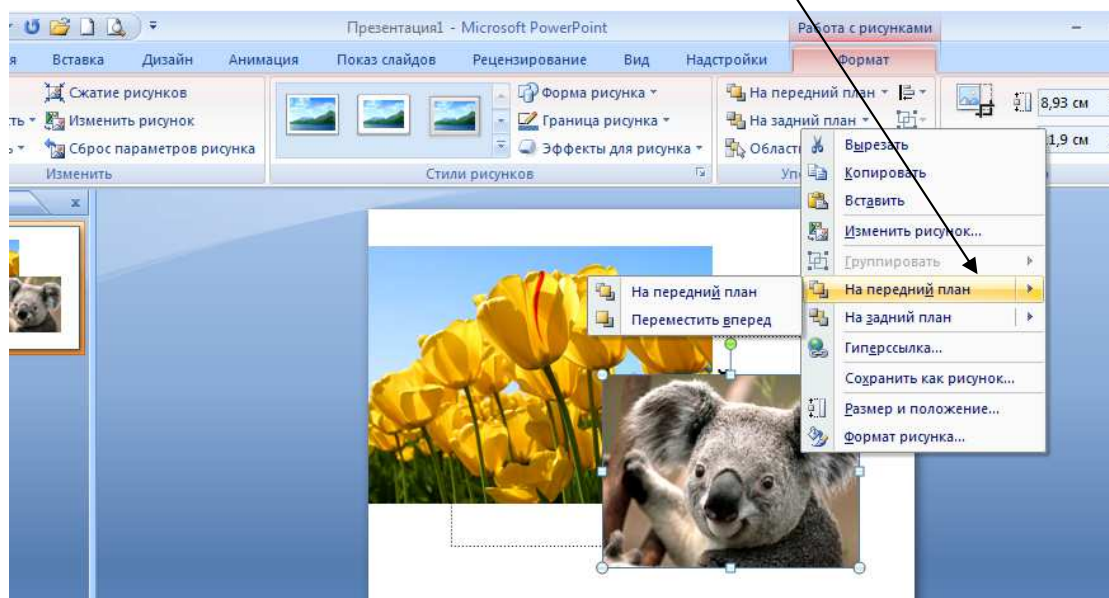 Презентация1 - Microsoft PowerPoint
Работа с рисунками
Вставка Дизайн Анимация Показ слайдов Рецензирование Вид Надстройки Формат
Сжатие рисунков
Изменить рисунок
Сброс параметров рисунка
Изменить
Форма рисунка
Граница рисунка
Эффекты для рисунка
Стили рисунков
На передний план
На задний план
8,93 см
Вырезать
Копировать
Вставить
Изменить рисунок...
Группировать
На передний план
На задний план
Гиперссылка...
Сохранить как рисунок...
Размер и положение...
Формат рисунка...
На передний план
Переместить вперед